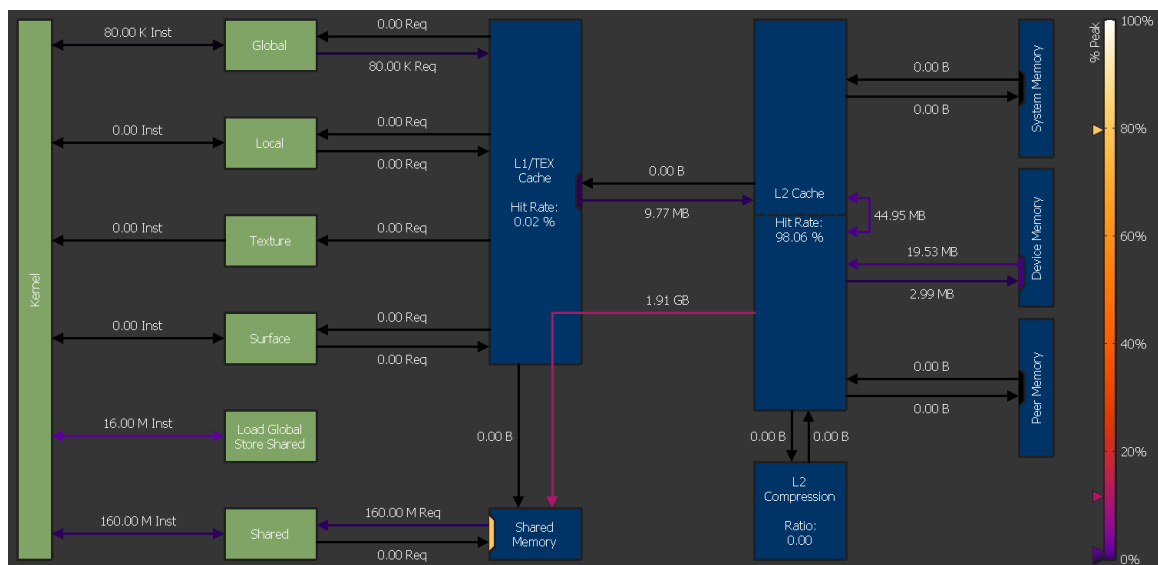 Kernel
80.00 K Inst
0.00 Inst
0.00 Inst
0.00 Inst
16.00 M Inst
160.00 M Inst
Global
Local
Texture
Surface
Load Global
Store Shared
Shared
0.00 Req
80.00 K Req
0.00 Req
0.00 Req
0.00 Req
0.00 Req
0.00 Req
160.00 M Req
0.00 Req
L1/TEX
Cache
Hit Rate:
0.02 %
0.00 B
Shared
Memory
0.00 B
9.77 MB
1.91 GB
L2 Cache
Hit Rate:
98.06 %
0.00 B
0.00 B
L2
Compression
Ratio:
0.00
0.00 B
0.00 B
44.95 MB
19.53 MB
2.99 MB
0.00 B
0.00 B
System Memory
Device Memory
Peer Memory
% Peak
100%
80%
60%
40%
20%
0%